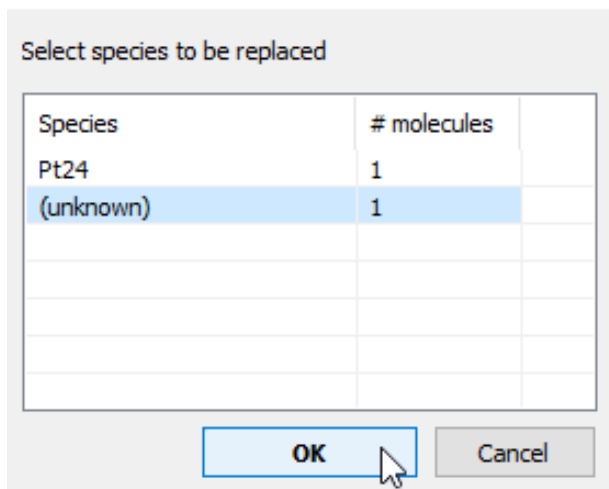 Select species to be replaced
Species # molecules
Pt24 1
(unknown) 1
OK Cancel